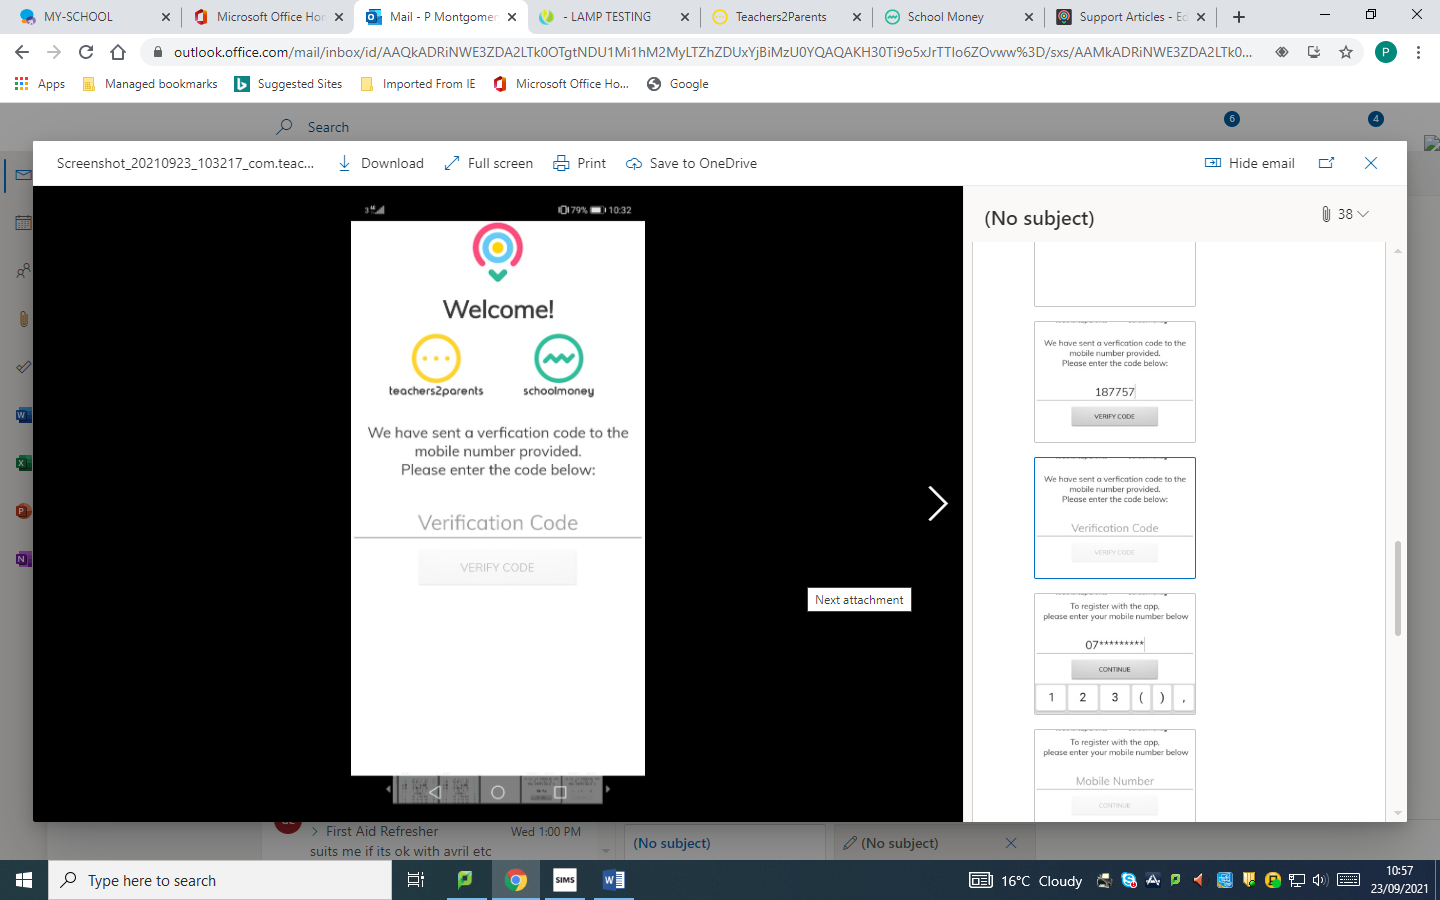 MY-SCHOOL
Microsoft Office Hor
Mail - P Montgomer
- LAMP TESTING
Teachers2Parents
School Money
Support Articles - Ec
outlook.office.com/mail/inbox/id/AAQkADRiNWE3ZDA2LTk0OTgtNDU1Mi1hM2MyLTZhZDUxYjBiMzU0YQAQAKH30Ti9o5xJrTTIo6ZOvww%3D/sxs/AAMkADRiNWE3ZDA2LTk0...
P
Apps
Managed bookmarks
Suggested Sites
Imported From IE
Microsoft Office Ho...
Google
Search
6
4
Screenshot_20210923_103217_com.teac...
Download
Full screen
Print
Save to OneDrive
Hide email
79% 10:32
Welcome!
teachers2parents
schoolmoney
We have sent a verfication code to the
mobile number provided.
Please enter the code below:
Verification Code
VERIFY CODE
Next attachment
(No subject)
38
We have sent a verfication code to the
mobile number provided.
Please enter the code below:
187757
VERIFY CODE
We have sent a verfication code to the
mobile number provided.
Please enter the code below:
Verification Code
VERIFY CODE
To register with the app,
please enter your mobile number below
07*********
CONTINUE
1 2 3 ( ) ,
To register with the app,
please enter your mobile number below
Mobile Number
CONTINUE
First Aid Refresher
Wed 1:00 PM
suits me if its ok with avril etc
(No subject)
(No subject)
Type here to search
SIMS
16°C Cloudy
10:57
23/09/2021